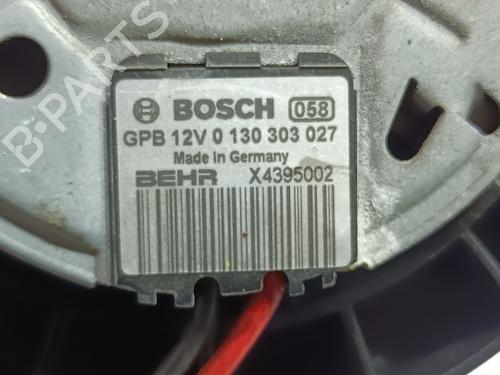 B-PARTS
BOSCH 058
GPB 12V 0 130 303 027
Made in Germany
BEHR X4395002